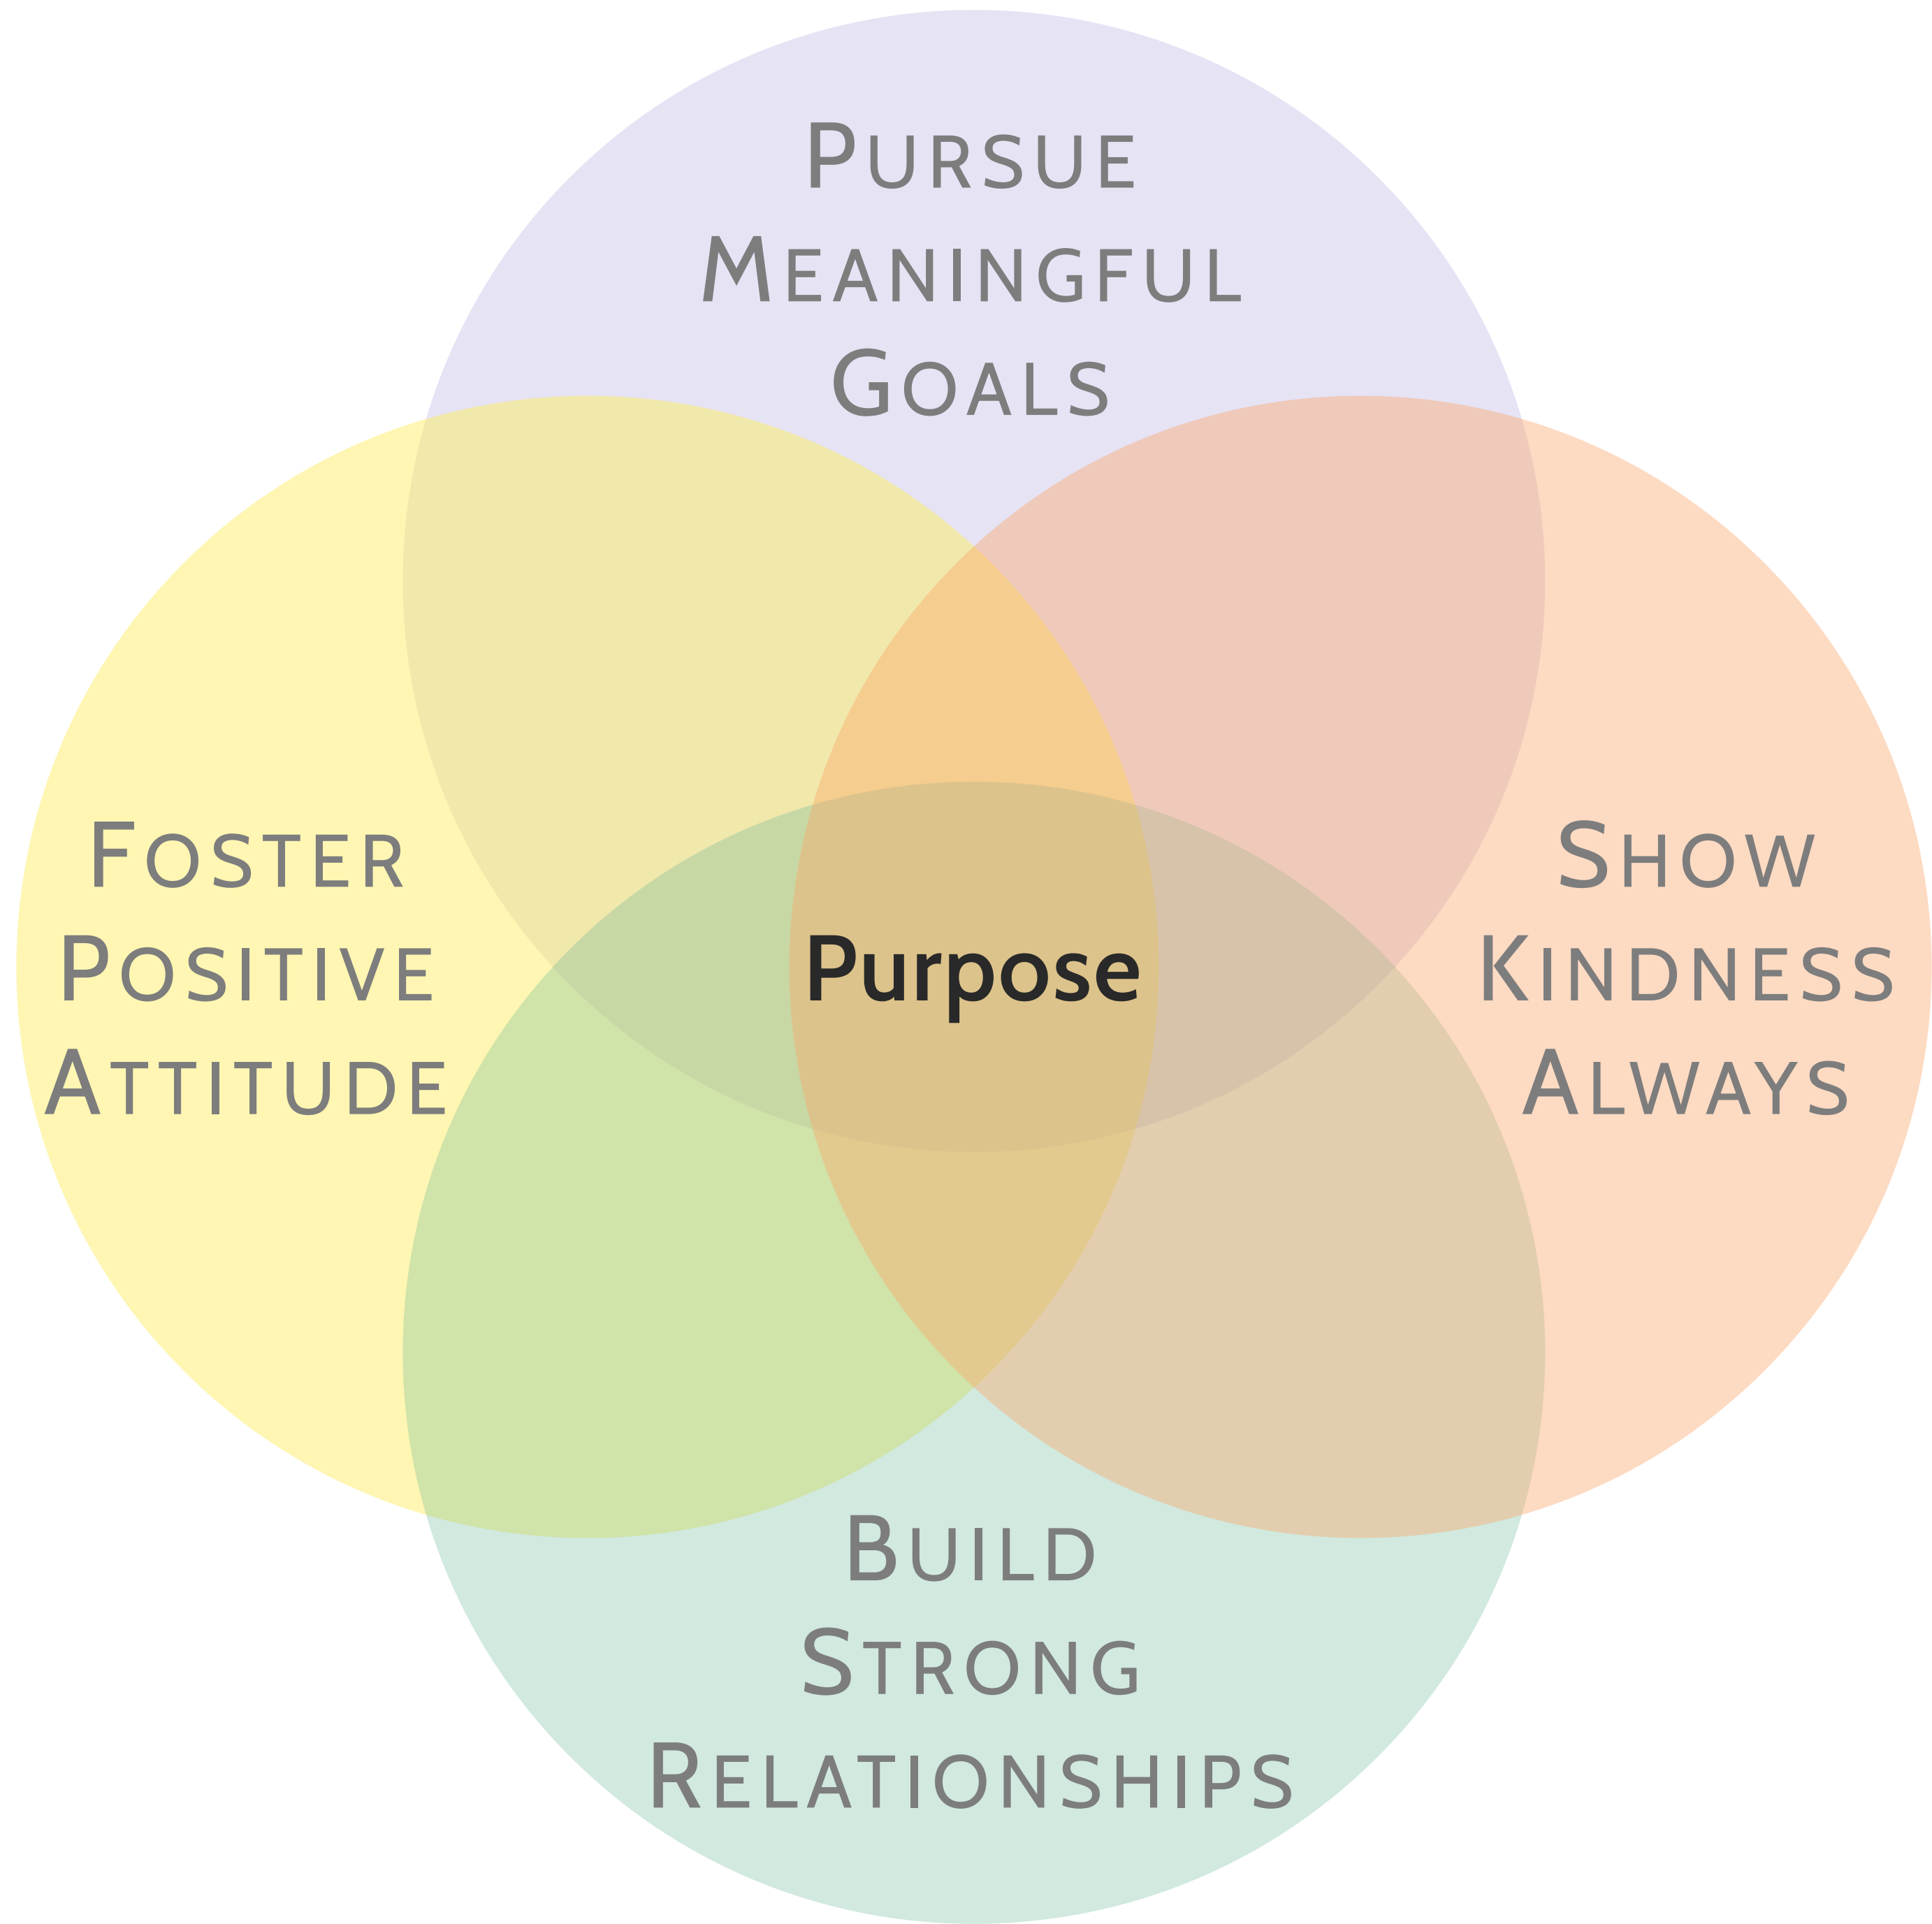 Pursue
Meaningful
Goals
Foster
Positive
Attitude
Purpose
Show
Kindness
Always
Build
Strong
Relationships